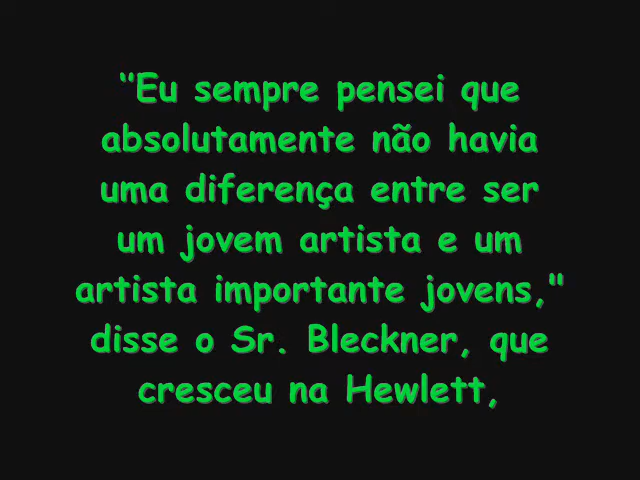 "Eu sempre pensei que
absolutamente não havia
uma diferença entre ser
um jovem artista e um
artista importante jovens,"
disse o Sr. Bleckner, que
cresceu na Hewlett,